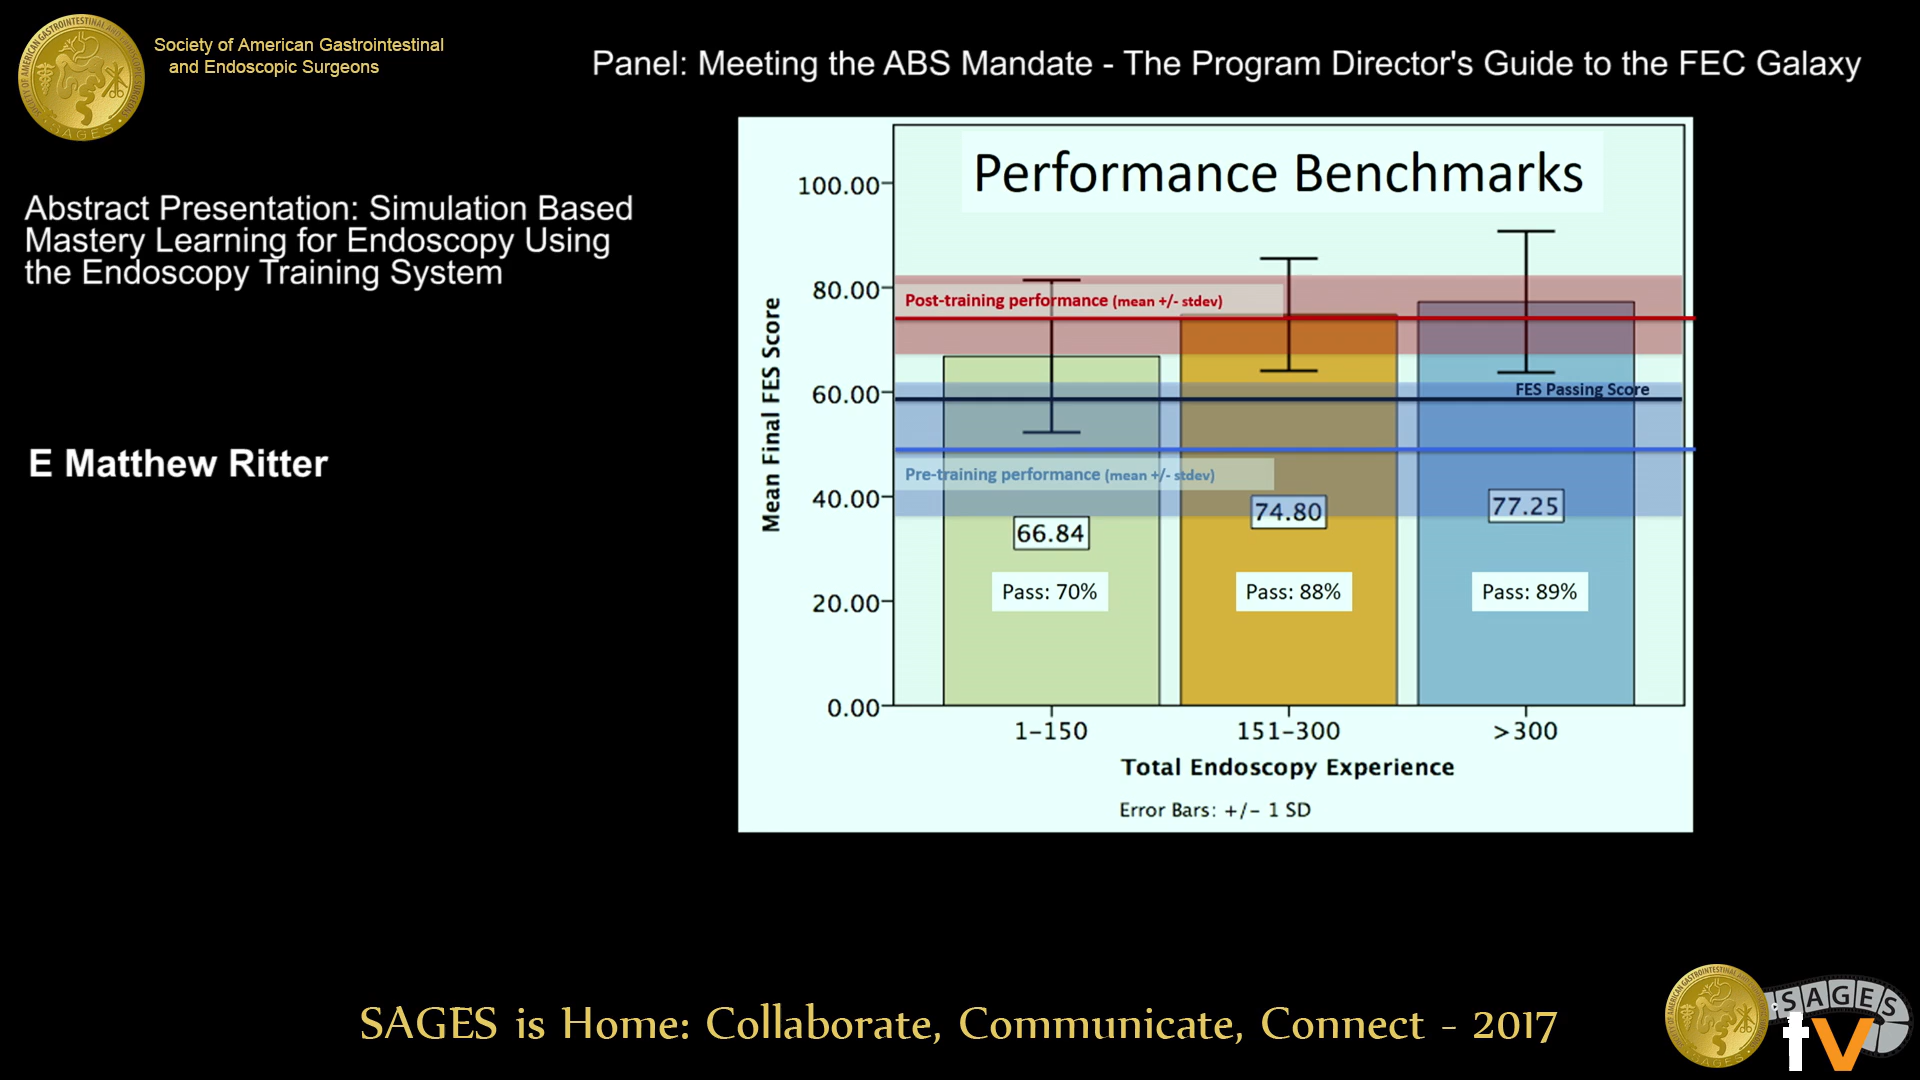 Society of American Gastrointestinal
and Endoscopic Surgeons
Panel: Meeting the ABS Mandate - The Program Director's Guide to the FEC Galaxy
Abstract Presentation: Simulation Based
Mastery Learning for Endoscopy Using
the Endoscopy Training System
E Matthew Ritter
Performance Benchmarks
Mean Final FES Score
100.00
80.00
60.00
40.00
20.00
0.00
Post-training performance (mean +/- stdev)
FES Passing Score
Pre-training performance (mean +/- stdev)
66.84
74.80
77.25
Pass: 70%
Pass: 88%
Pass: 89%
1-150
151-300
>300
Total Endoscopy Experience
Error Bars: +/- 1 SD
SAGES is Home: Collaborate, Communicate, Connect - 2017
SAGES
tv
SAGES